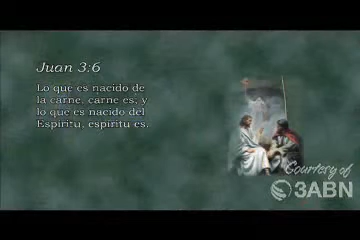 Juan 3:6
Lo que es nacido de
la carne, carne es; y
lo que es nacido del
Espíritu, espíritu es.
Courtesy of
3ABN